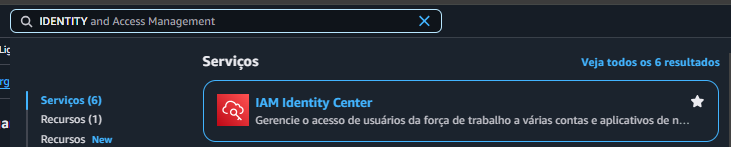 IDENTITY and Access Management
Serviços
Veja todos os 6 resultados
Serviços (6)
Recursos (1)
Recursos New
IAM Identity Center
Gerencie o acesso de usuários da força de trabalho a várias contas e aplicativos de n...